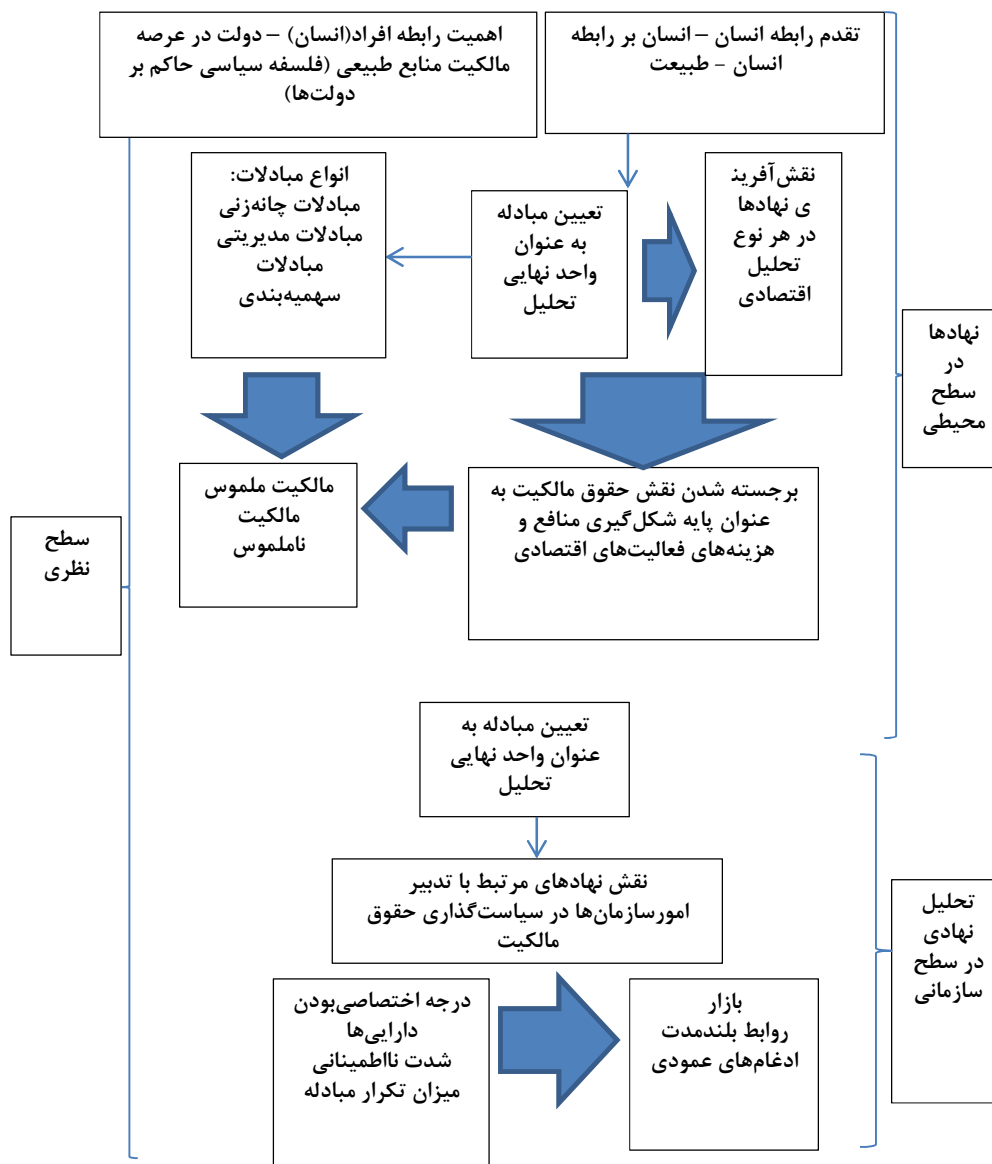 تقدم رابطه انسان – انسان بر رابطه
انسان - طبیعت
اهمیت رابطه افراد(انسان) – دولت در عرصه
مالکیت منابع طبیعی (فلسفه سیاسی حاکم بر
دولت‌ها)
نقش‌آفرین
ی نهادها
در هر نوع
تحلیل
اقتصادی
تعیین مبادله
به عنوان
واحد نهایی
تحلیل
انواع مبادلات:
مبادلات چانه‌زنی
مبادلات مدیریتی
مبادلات
سهمیه‌بندی
نهادها
در
سطح
محیطی
برجسته شدن نقش حقوق مالکیت به
عنوان پایه شکل‌گیری منافع و
هزینه‌های فعالیت‌های اقتصادی
مالکیت ملموس
مالکیت
ناملموس
سطح
نظری
تعیین مبادله به
عنوان واحد نهایی
تحلیل
نقش نهادهای مرتبط با تدبیر
امورسازمان‌ها در سیاست‌گذاری حقوق
مالکیت
تحلیل
نهادی
در سطح
سازمانی
بازار
روابط بلندمدت
ادغام‌های عمودی
درجه اختصاصی‌بودن
دارایی‌ها
شدت نااطمینانی
میزان تکرار مبادله